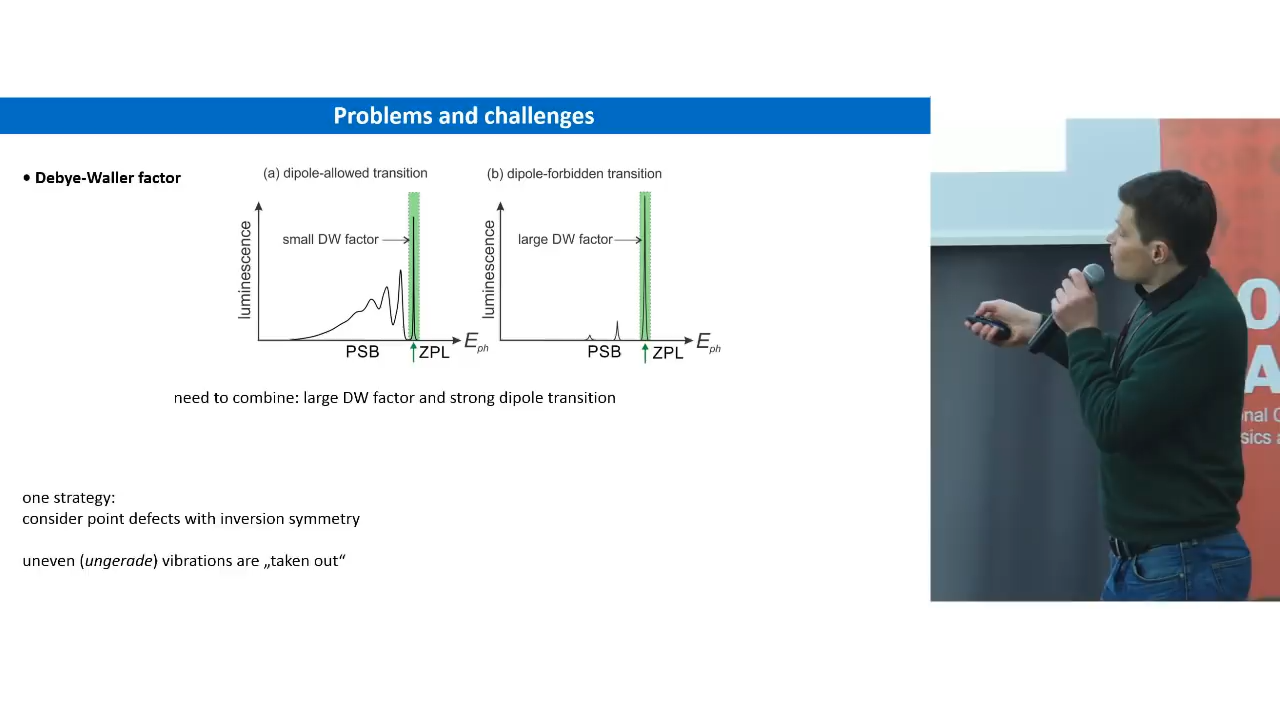 Problems and challenges
• Debye-Waller factor
(a) dipole-allowed transition
luminescence
small DW factor
PSB
ZPL
E_ph
(b) dipole-forbidden transition
luminescence
large DW factor
PSB
ZPL
E_ph
need to combine: large DW factor and strong dipole transition
one strategy:
consider point defects with inversion symmetry
uneven (ungerade) vibrations are „taken out“
O
A
nal C
sics a